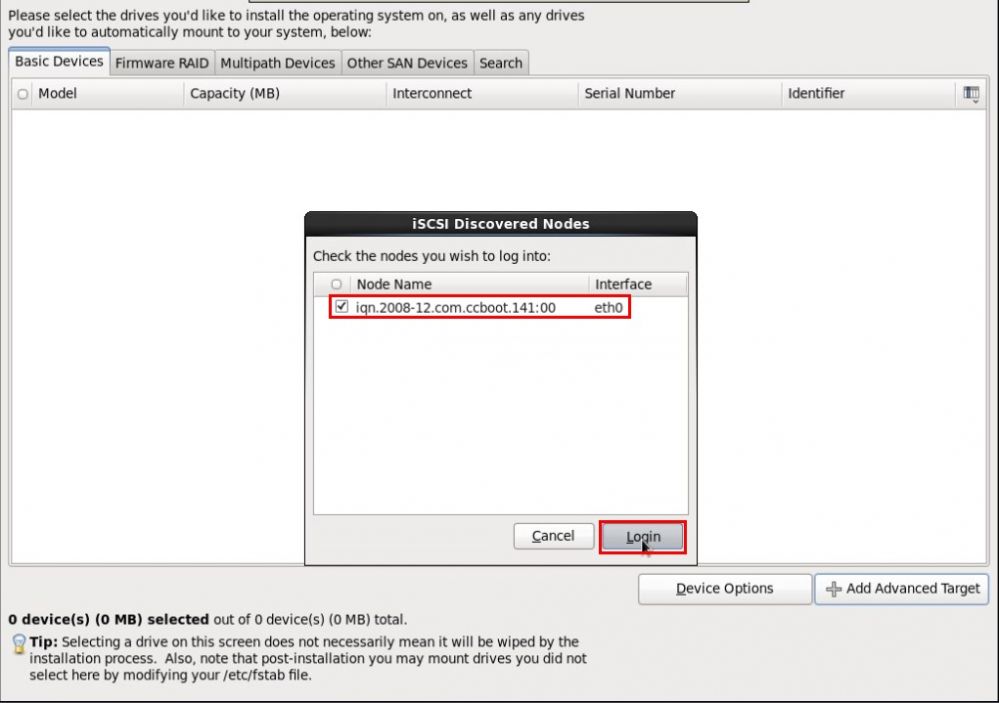 Please select the drives you'd like to install the operating system on, as well as any drives
you'd like to automatically mount to your system, below:
Basic Devices Firmware RAID Multipath Devices Other SAN Devices Search
Model Capacity (MB) Interconnect Serial Number Identifier
iSCSI Discovered Nodes
Check the nodes you wish to log into:
Node Name Interface
iqn.2008-12.com.ccboot.141:00 eth0
Cancel Login
Device Options Add Advanced Target
0 device(s) (0 MB) selected out of 0 device(s) (0 MB) total.
Tip: Selecting a drive on this screen does not necessarily mean it will be wiped by the
installation process. Also, note that post-installation you may mount drives you did not
select here by modifying your /etc/fstab file.